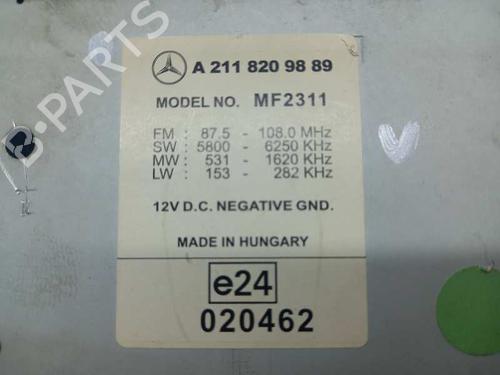 A 211 820 98 89
MODEL NO. MF2311
FM : 87.5 - 108.0 MHz
SW : 5800 - 6250 KHz
MW : 531 - 1620 KHz
LW : 153 - 282 KHz
12V D.C. NEGATIVE GND.
MADE IN HUNGARY
e24
020462
B-PARTS